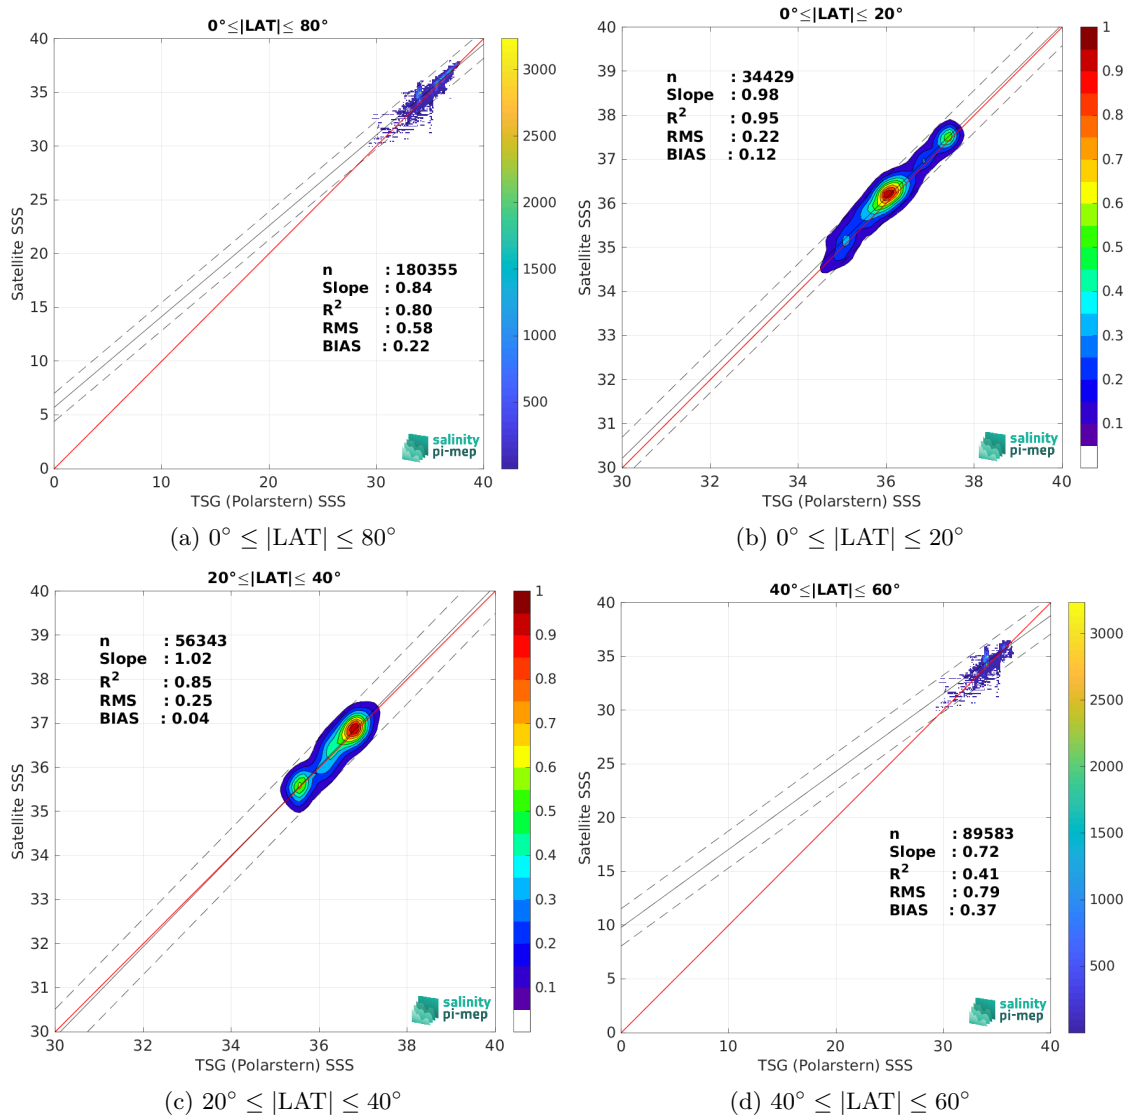 0°≤|LAT|≤ 80°
40
35
30
25
20
15
10
5
0
0
10
20
30
40
3000
2500
2000
1500
1000
500
Satellite SSS
TSG (Polarstern) SSS
n : 180355
Slope : 0.84
R² : 0.80
RMS : 0.58
BIAS : 0.22
salinity
pi-mep
(a) 0° ≤ |LAT| ≤ 80°
0°≤|LAT|≤ 20°
40
39
38
37
36
35
34
33
32
31
30
30
32
34
36
38
40
1
0.9
0.8
0.7
0.6
0.5
0.4
0.3
0.2
0.1
Satellite SSS
TSG (Polarstern) SSS
n : 34429
Slope : 0.98
R² : 0.95
RMS : 0.22
BIAS : 0.12
salinity
pi-mep
(b) 0° ≤ |LAT| ≤ 20°
20°≤|LAT|≤ 40°
40
39
38
37
36
35
34
33
32
31
30
30
32
34
36
38
40
1
0.9
0.8
0.7
0.6
0.5
0.4
0.3
0.2
0.1
Satellite SSS
TSG (Polarstern) SSS
n : 56343
Slope : 1.02
R² : 0.85
RMS : 0.25
BIAS : 0.04
salinity
pi-mep
(c) 20° ≤ |LAT| ≤ 40°
40°≤|LAT|≤ 60°
40
35
30
25
20
15
10
5
0
0
10
20
30
40
3000
2500
2000
1500
1000
500
Satellite SSS
TSG (Polarstern) SSS
n : 89583
Slope : 0.72
R² : 0.41
RMS : 0.79
BIAS : 0.37
salinity
pi-mep
(d) 40° ≤ |LAT| ≤ 60°